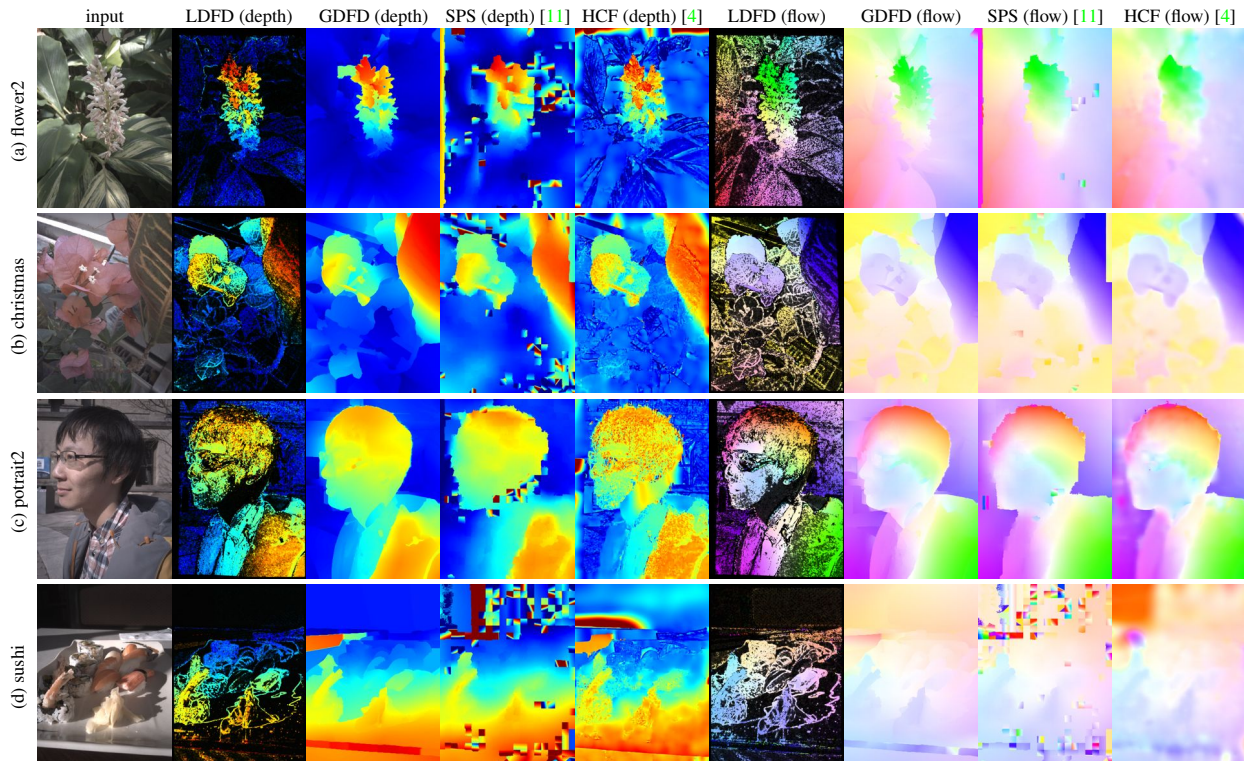 input LDFD (depth) GDFD (depth) SPS (depth) [11] HCF (depth) [4] LDFD (flow) GDFD (flow) SPS (flow) [11] HCF (flow) [4]
(a) flower2
(b) christmas
(c) potrait2
(d) sushi